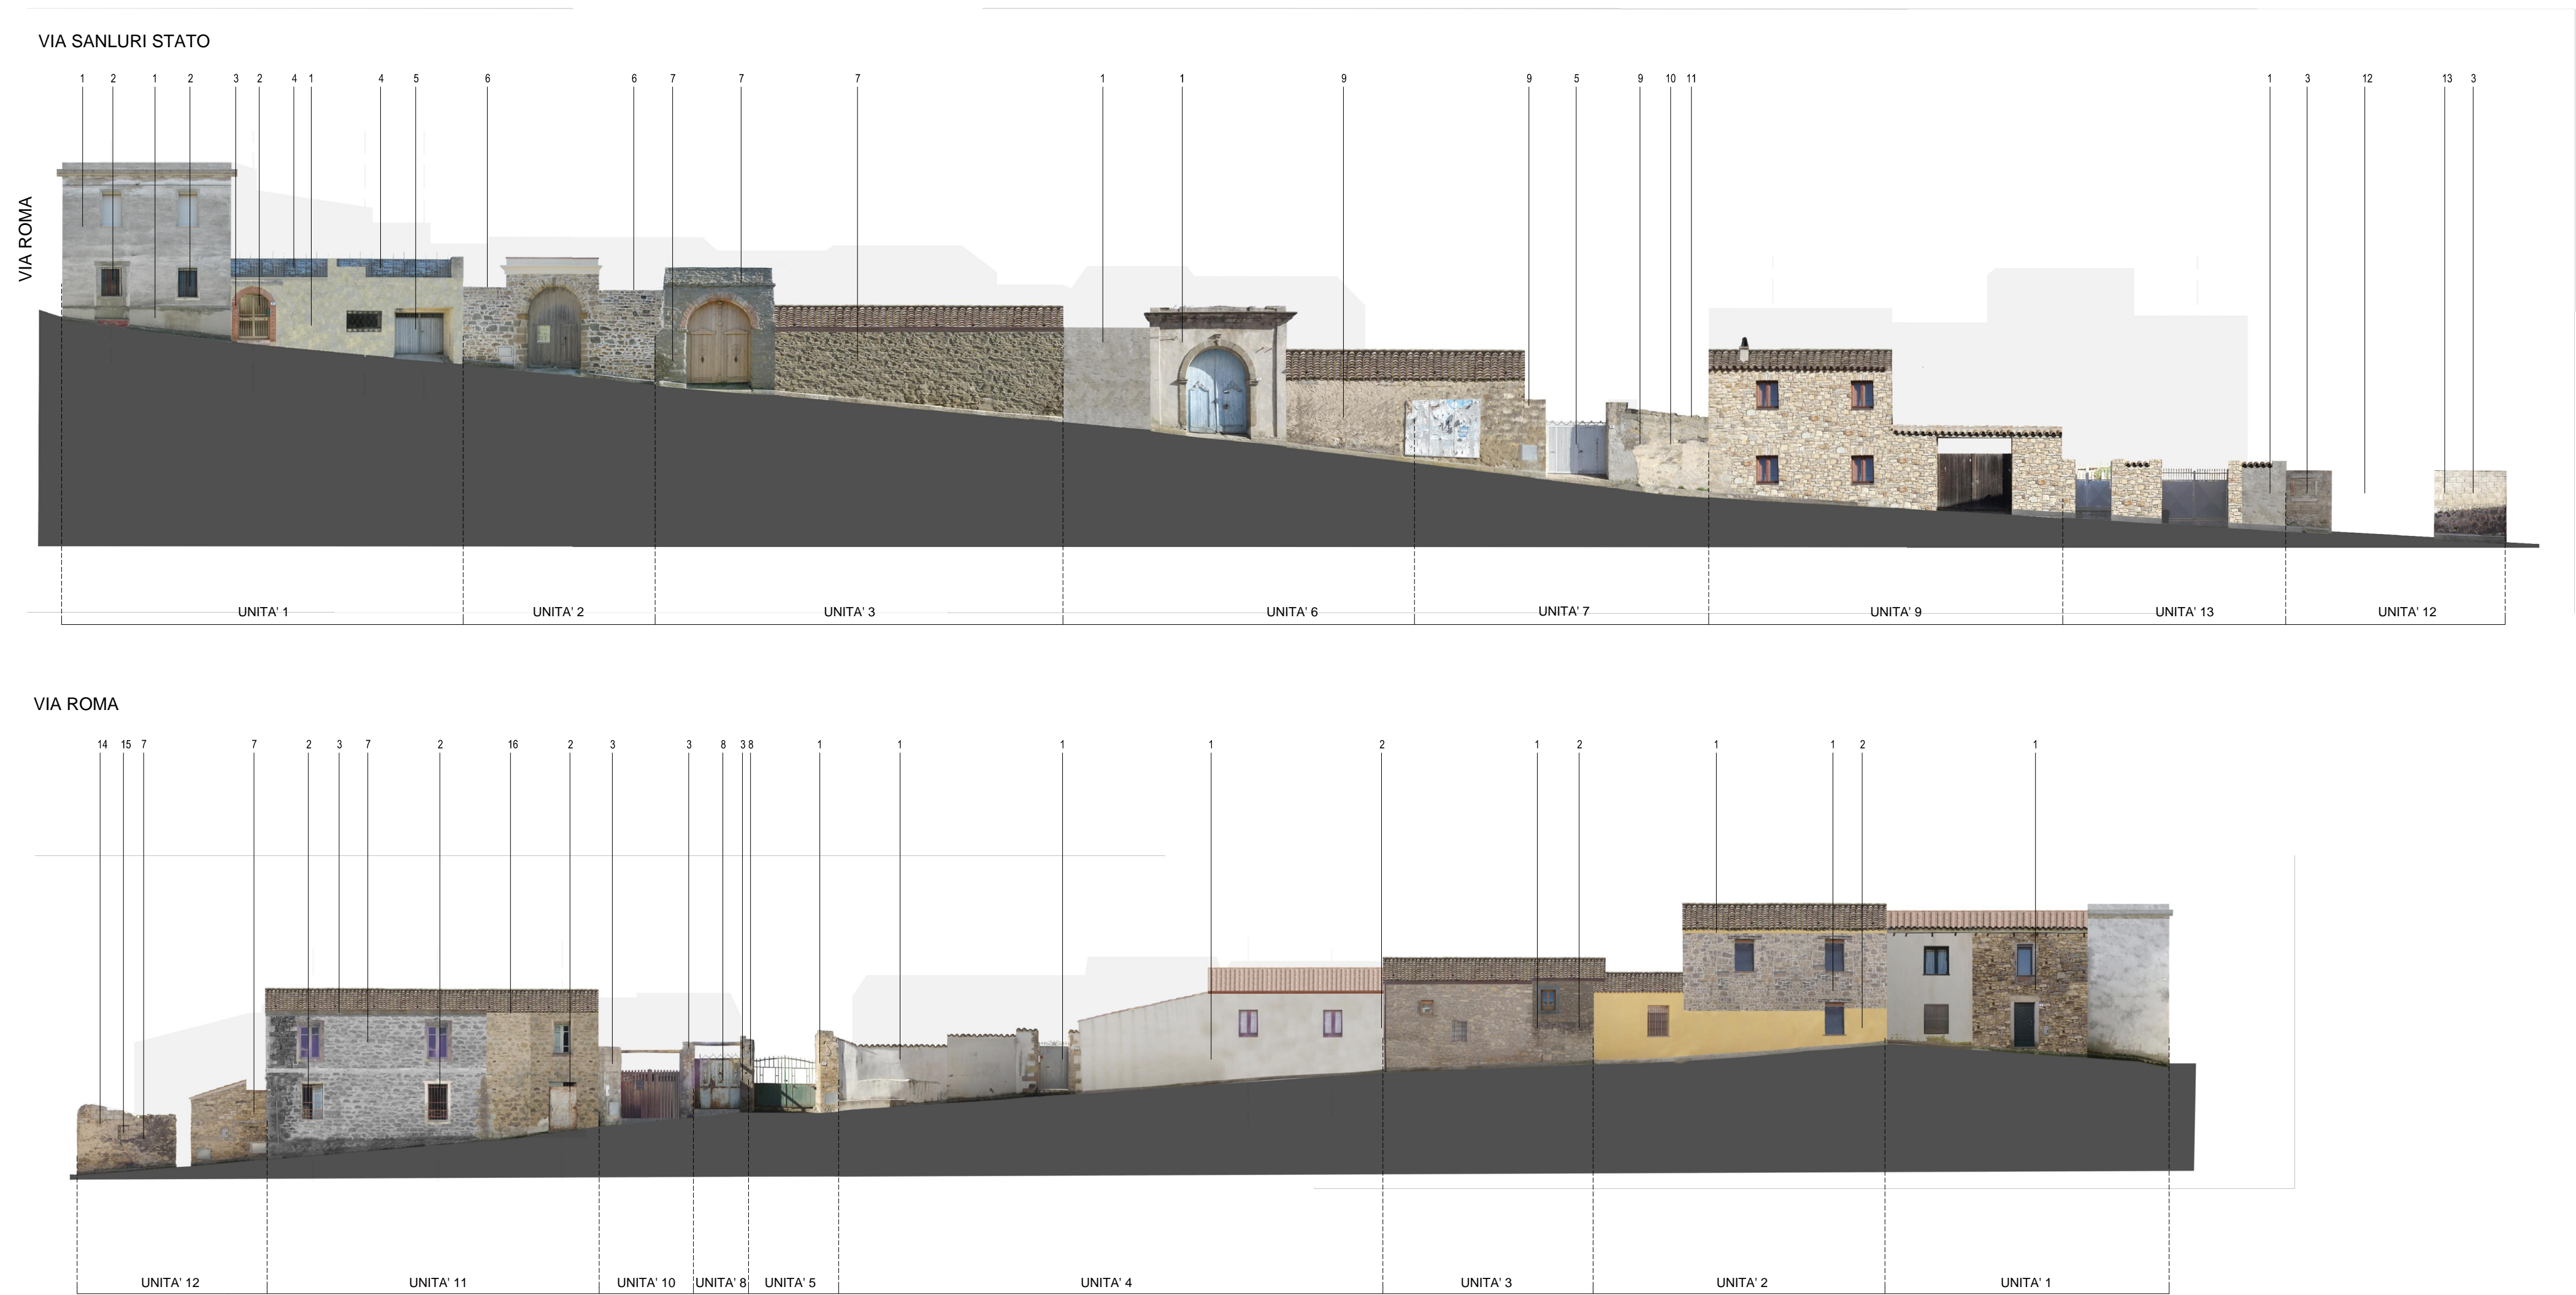 VIA SANLURI STATO
1 2 1 2 3 2 4 1 4 5 6 6 7 7 7 1 1 9 9 5 9 10 11 1 3 12 13 3
VIA ROMA
UNITA' 1 UNITA' 2 UNITA' 3 UNITA' 6 UNITA' 7 UNITA' 9 UNITA' 13 UNITA' 12
VIA ROMA
14 15 7 7 2 3 7 2 16 2 3 3 8 3 8 1 1 1 1 2 1 2 1 1 2 1
UNITA' 12 UNITA' 11 UNITA' 10 UNITA' 8 UNITA' 5 UNITA' 4 UNITA' 3 UNITA' 2 UNITA' 1